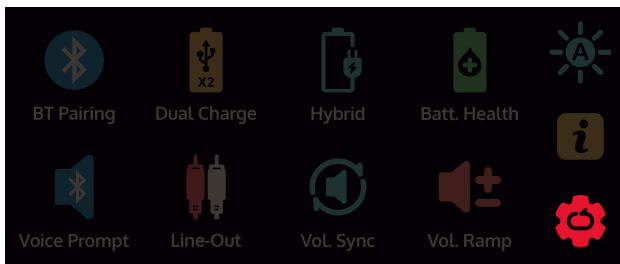 A
X2
BT Pairing Dual Charge Hybrid Batt. Health
i
Voice Prompt Line-Out Vol. Sync Vol. Ramp